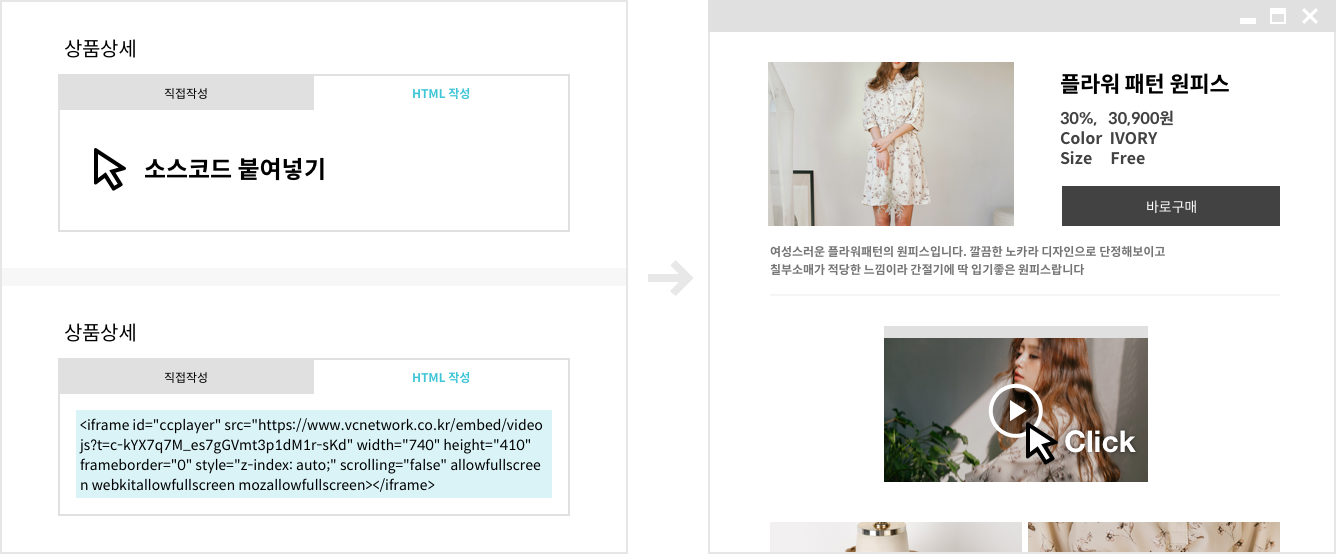 상품상세
직접작성
HTML 작성
소스코드 붙여넣기
상품상세
직접작성
HTML 작성
<iframe id="ccplayer" src="https://www.vcnetwork.co.kr/embed/video
js?t=c-kYX7q7M_es7gGVmt3p1dM1r-sKd" width="740" height="410"
frameborder="0" style="z-index: auto;" scrolling="false" allowfullscree
n webkitallowfullscreen mozallowfullscreen></iframe>
플라워 패턴 원피스
30%, 30,900원
Color IVORY
Size Free
바로구매
여성스러운 플라워패턴의 원피스입니다. 깔끔한 노카라 디자인으로 단정해보이고
칠부소매가 적당한 느낌이라 간절기에 딱 입기좋은 원피스랍니다
Click